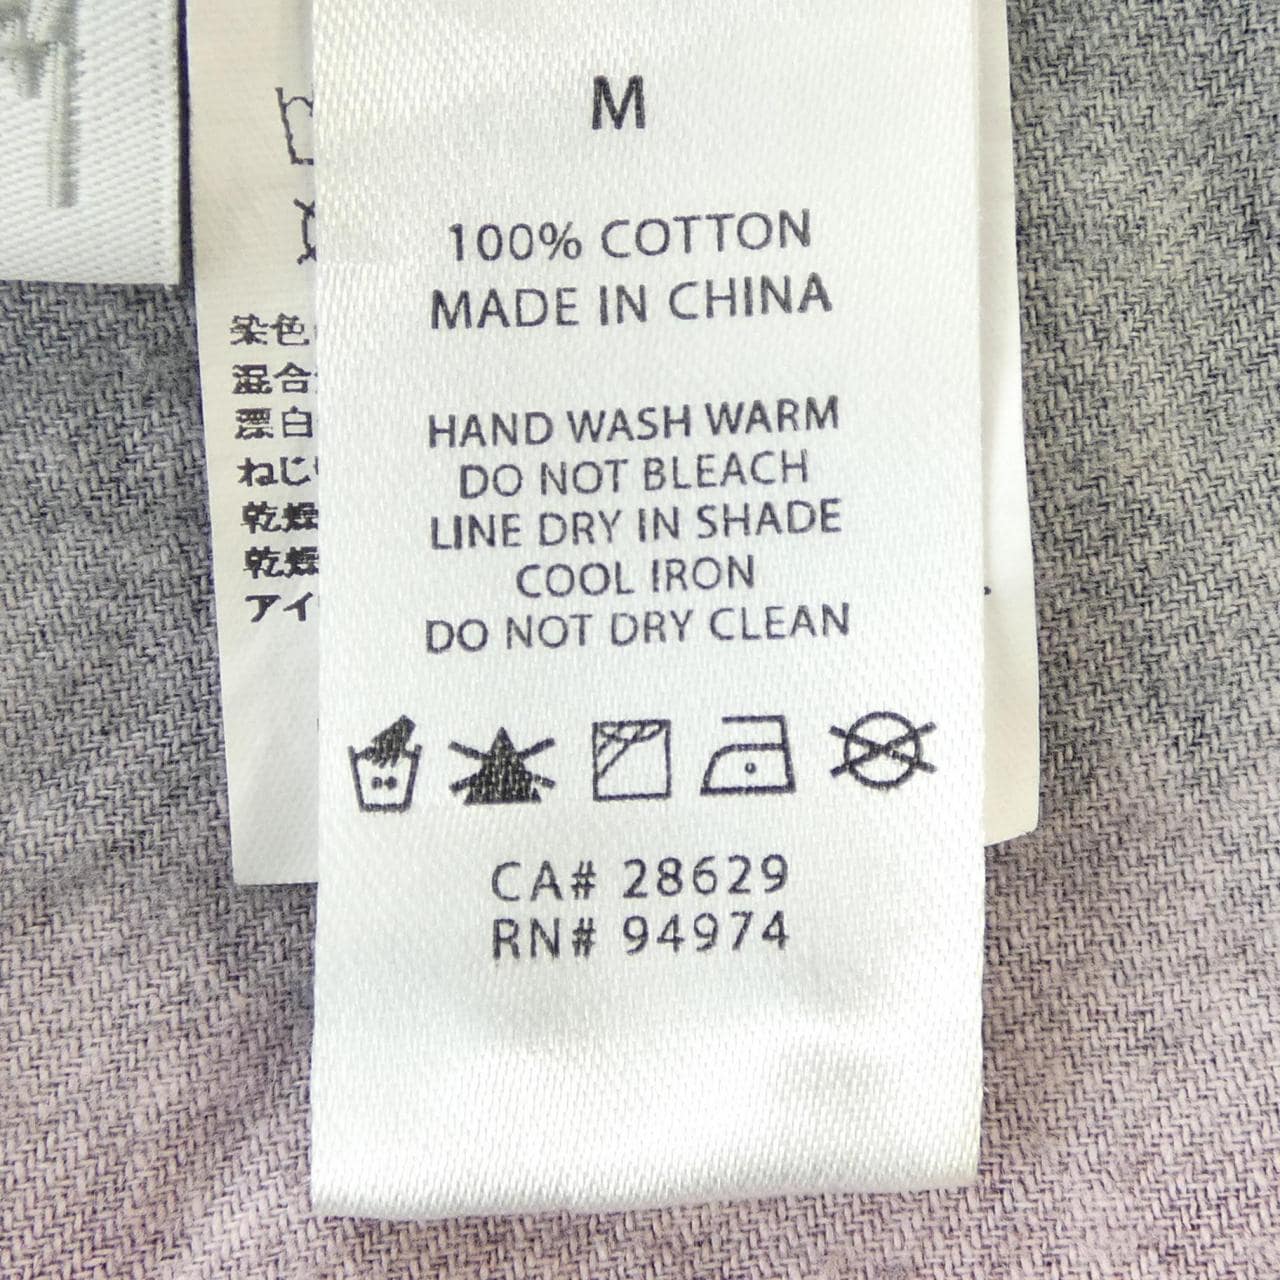 M
100% COTTON
MADE IN CHINA
HAND WASH WARM
DO NOT BLEACH
LINE DRY IN SHADE
COOL IRON
DO NOT DRY CLEAN
CA# 28629
RN# 94974
染色
混合
漂白
ねじ
乾燥
乾燥
アイ